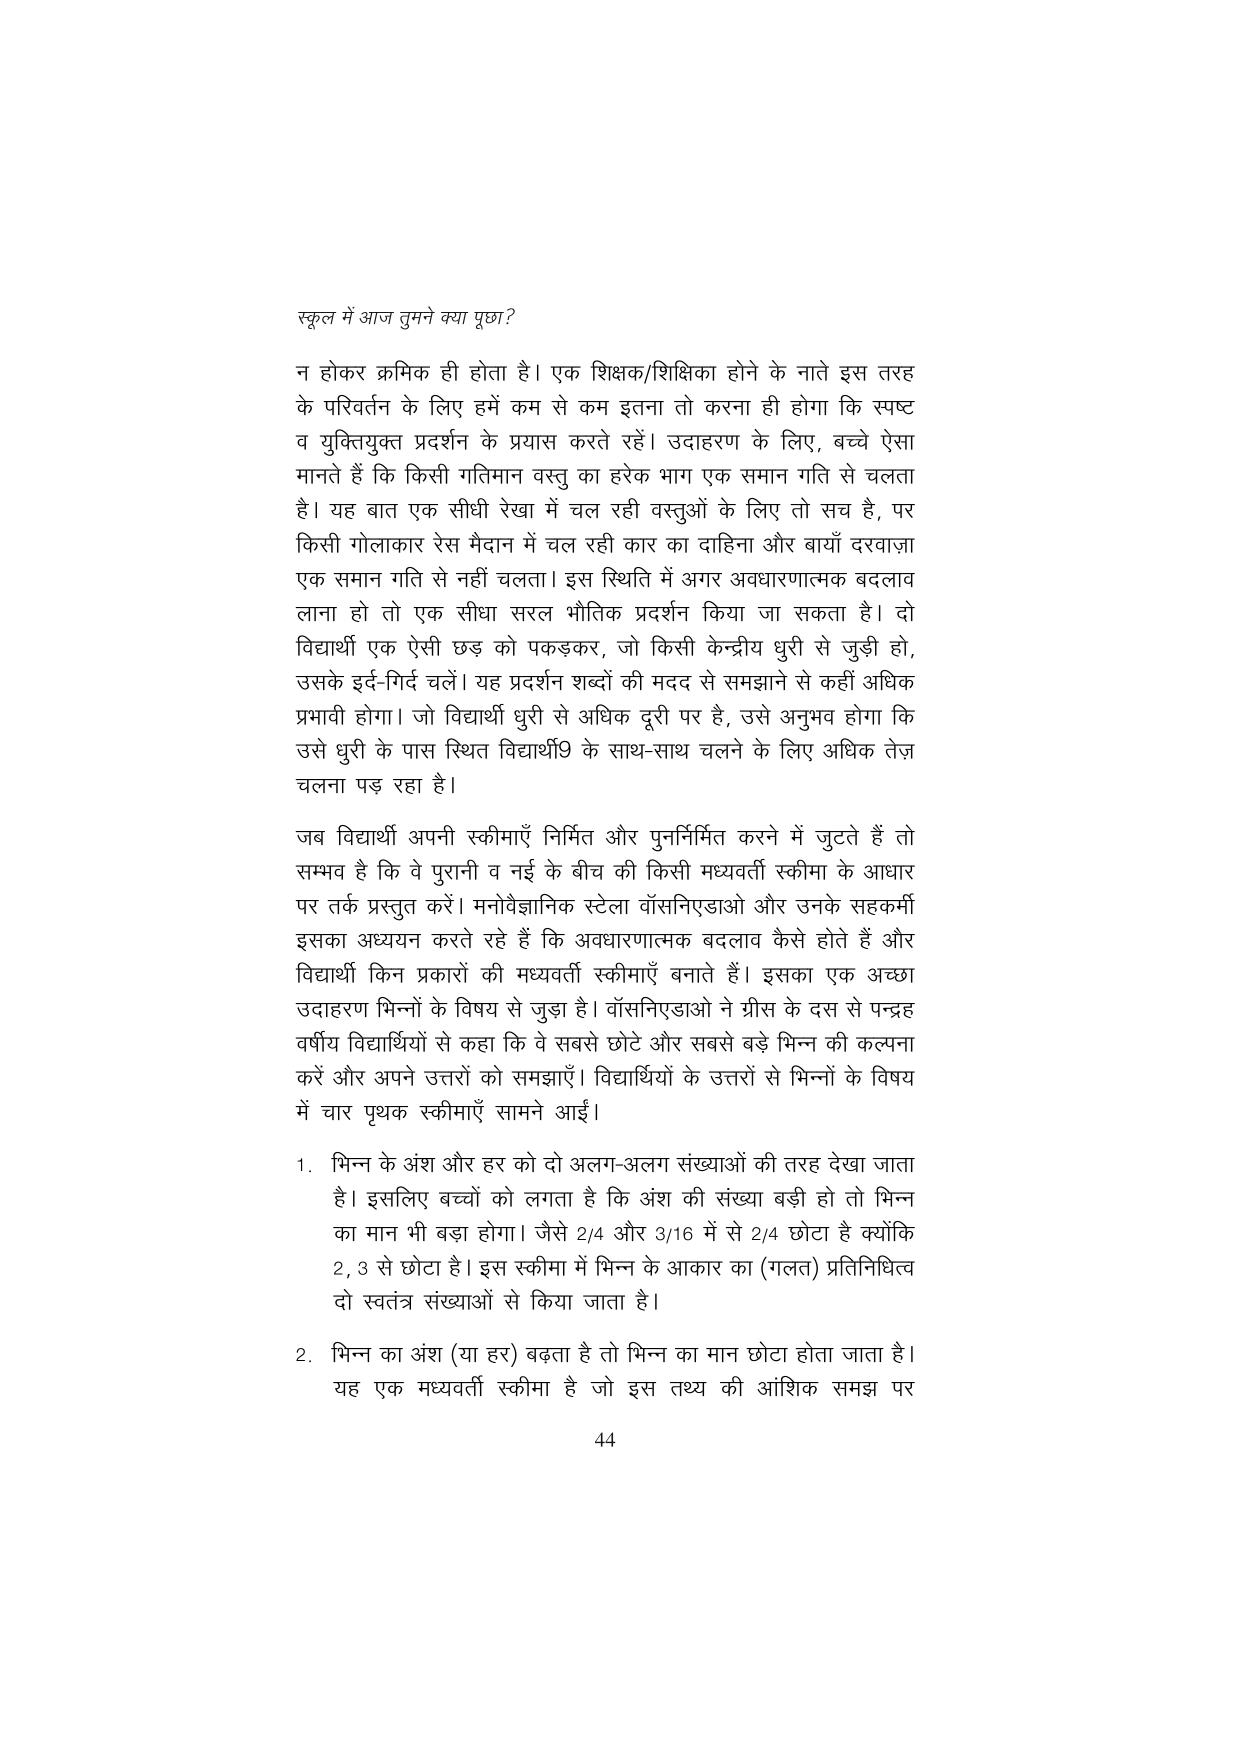 स्कूल में आज तुमने क्या पूछा?
न होकर क्रमिक ही होता है। एक शिक्षक/शिक्षिका होने के नाते इस तरह
के परिवर्तन के लिए हमें कम से कम इतना तो करना ही होगा कि स्पष्ट
व युक्तियुक्त प्रदर्शन के प्रयास करते रहें। उदाहरण के लिए, बच्चे ऐसा
मानते हैं कि किसी गतिमान वस्तु का हरेक भाग एक समान गति से चलता
है। यह बात एक सीधी रेखा में चल रही वस्तुओं के लिए तो सच है, पर
किसी गोलाकार रेस मैदान में चल रही कार का दाहिना और बायाँ दरवाज़ा
एक समान गति से नहीं चलता। इस स्थिति में अगर अवधारणात्मक बदलाव
लाना हो तो एक सीधा सरल भौतिक प्रदर्शन किया जा सकता है। दो
विद्यार्थी एक ऐसी छड़ को पकड़कर, जो किसी केन्द्रीय धुरी से जुड़ी हो,
उसके इर्द-गिर्द चलें। यह प्रदर्शन शब्दों की मदद से समझाने से कहीं अधिक
प्रभावी होगा। जो विद्यार्थी धुरी से अधिक दूरी पर है, उसे अनुभव होगा कि
उसे धुरी के पास स्थित विद्यार्थी9 के साथ-साथ चलने के लिए अधिक तेज़
चलना पड़ रहा है।
जब विद्यार्थी अपनी स्कीमाएँ निर्मित और पुनर्निर्मित करने में जुटते हैं तो
सम्भव है कि वे पुरानी व नई के बीच की किसी मध्यवर्ती स्कीमा के आधार
पर तर्क प्रस्तुत करें। मनोवैज्ञानिक स्टेला वॉसनिएडाओ और उनके सहकर्मी
इसका अध्ययन करते रहे हैं कि अवधारणात्मक बदलाव कैसे होते हैं और
विद्यार्थी किन प्रकारों की मध्यवर्ती स्कीमाएँ बनाते हैं। इसका एक अच्छा
उदाहरण भिन्नों के विषय से जुड़ा है। वॉसनिएडाओ ने ग्रीस के दस से पन्द्रह
वर्षीय विद्यार्थियों से कहा कि वे सबसे छोटे और सबसे बड़े भिन्न की कल्पना
करें और अपने उत्तरों को समझाएँ। विद्यार्थियों के उत्तरों से भिन्नों के विषय
में चार पृथक स्कीमाएँ सामने आईं।
1. भिन्न के अंश और हर को दो अलग-अलग संख्याओं की तरह देखा जाता
है। इसलिए बच्चों को लगता है कि अंश की संख्या बड़ी हो तो भिन्न
का मान भी बड़ा होगा। जैसे 2/4 और 3/16 में से 2/4 छोटा है क्योंकि
2, 3 से छोटा है। इस स्कीमा में भिन्न के आकार का (गलत) प्रतिनिधित्व
दो स्वतंत्र संख्याओं से किया जाता है।
2. भिन्न का अंश (या हर) बढ़ता है तो भिन्न का मान छोटा होता जाता है।
यह एक मध्यवर्ती स्कीमा है जो इस तथ्य की आंशिक समझ पर
44